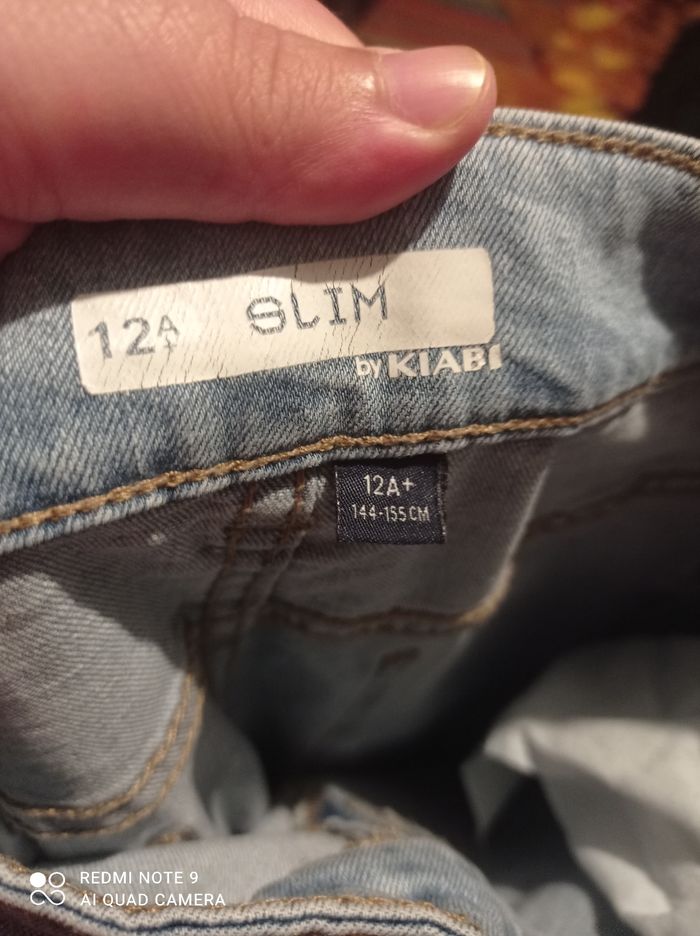 12A+ SLIM
by KIABI
12A+
144-155 CM
REDMI NOTE 9
AI QUAD CAMERA